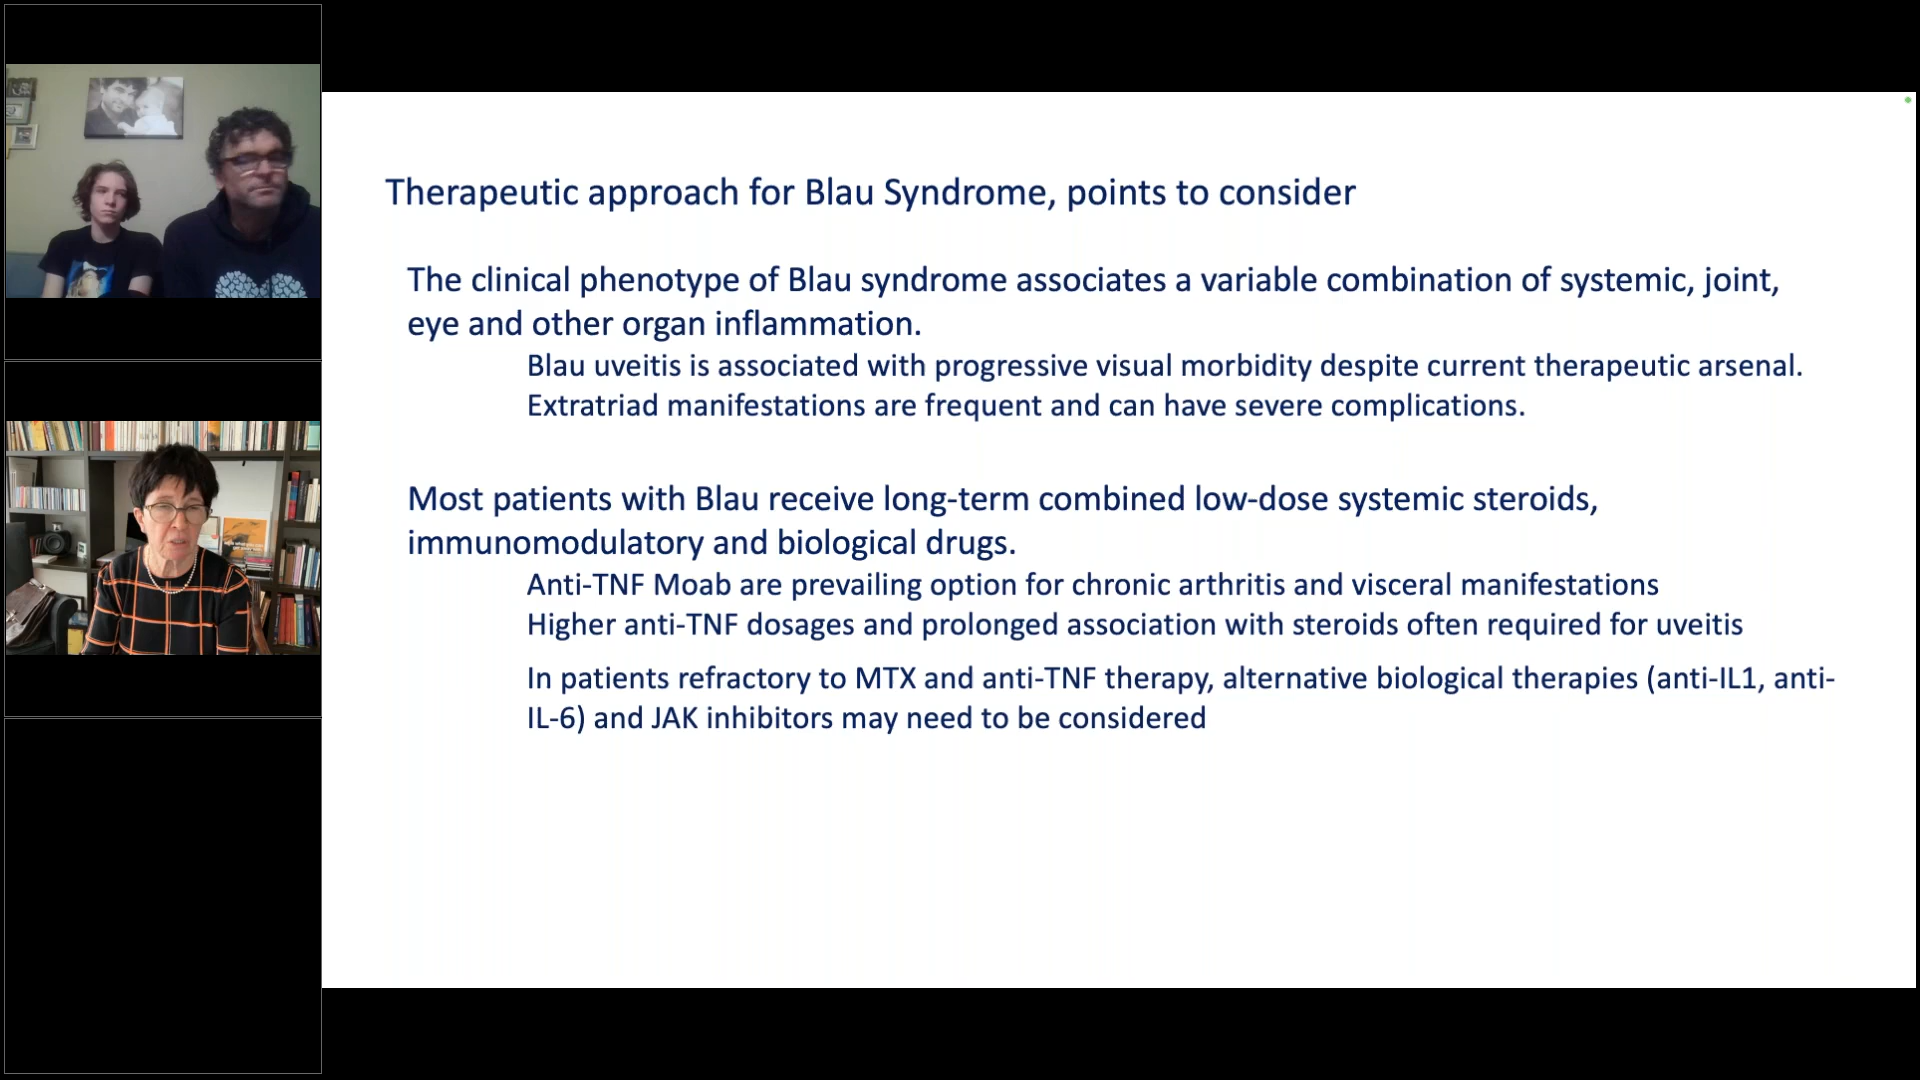 Therapeutic approach for Blau Syndrome, points to consider
The clinical phenotype of Blau syndrome associates a variable combination of systemic, joint,
eye and other organ inflammation.
Blau uveitis is associated with progressive visual morbidity despite current therapeutic arsenal.
Extratriad manifestations are frequent and can have severe complications.
Most patients with Blau receive long-term combined low-dose systemic steroids,
immunomodulatory and biological drugs.
Anti-TNF Moab are prevailing option for chronic arthritis and visceral manifestations
Higher anti-TNF dosages and prolonged association with steroids often required for uveitis
In patients refractory to MTX and anti-TNF therapy, alternative biological therapies (anti-IL1, anti-
IL-6) and JAK inhibitors may need to be considered